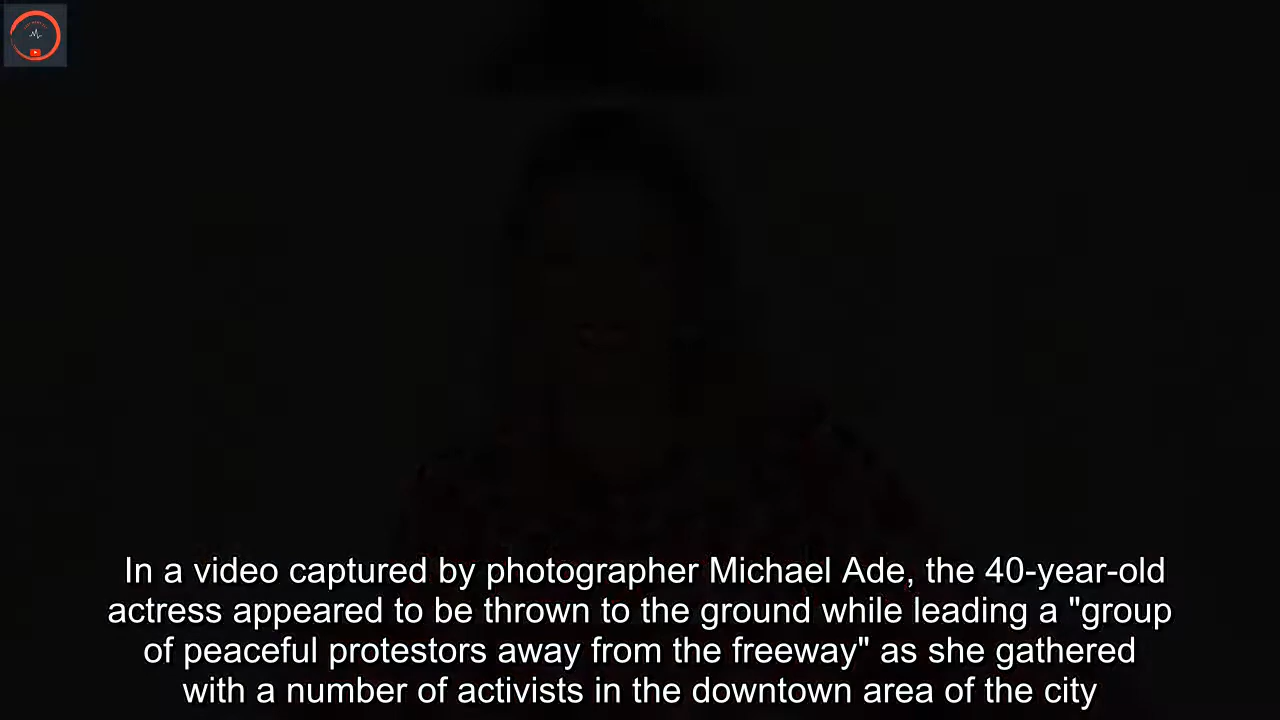 In a video captured by photographer Michael Ade, the 40-year-old
actress appeared to be thrown to the ground while leading a "group
of peaceful protestors away from the freeway" as she gathered
with a number of activists in the downtown area of the city